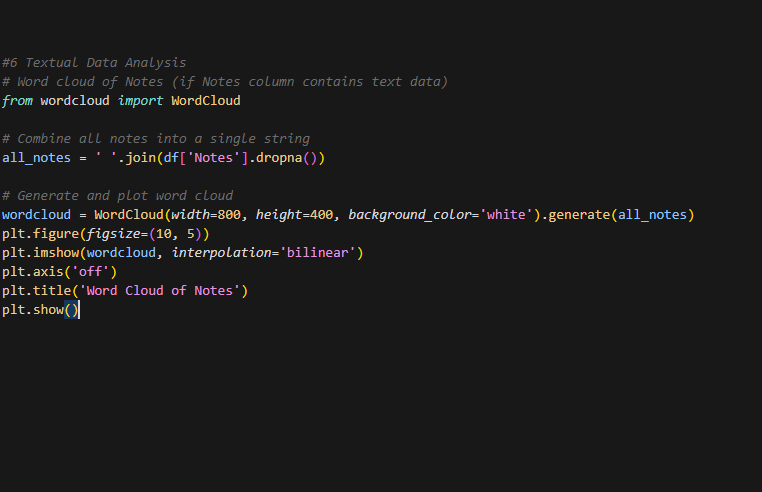 #6 Textual Data Analysis
# Word cloud of Notes (if Notes column contains text data)
from wordcloud import WordCloud
# Combine all notes into a single string
all_notes = ' '.join(df['Notes'].dropna())
# Generate and plot word cloud
wordcloud = WordCloud(width=800, height=400, background_color='white').generate(all_notes)
plt.figure(figsize=(10, 5))
plt.imshow(wordcloud, interpolation='bilinear')
plt.axis('off')
plt.title('Word Cloud of Notes')
plt.show()